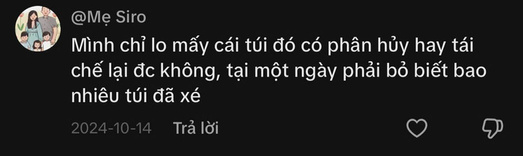 @Mẹ Siro
Mình chỉ lo mấy cái túi đó có phân hủy hay tái
chế lại đc không, tại một ngày phải bỏ biết bao
nhiêu túi đã xé
2024-10-14 Trả lời